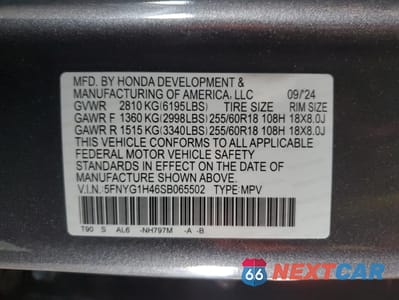 MFD. BY HONDA DEVELOPMENT &
MANUFACTURING OF AMERICA, LLC 09/'24
GVWR 2810 KG(6195LBS) TIRE SIZE RIM SIZE
GAWR F 1360 KG(2998LBS) 255/60R18 108H 18X8.0J
GAWR R 1515 KG(3340LBS) 255/60R18 108H 18X8.0J
THIS VEHICLE CONFORMS TO ALL APPLICABLE
FEDERAL MOTOR VEHICLE SAFETY
STANDARDS IN EFFECT ON THE DATE OF
MANUFACTURE SHOWN ABOVE.
V.I.N.: 5FNYG1H46SB065502 TYPE: MPV
T90 S AL6 -NH797M -A -B
66 NEXTCAR